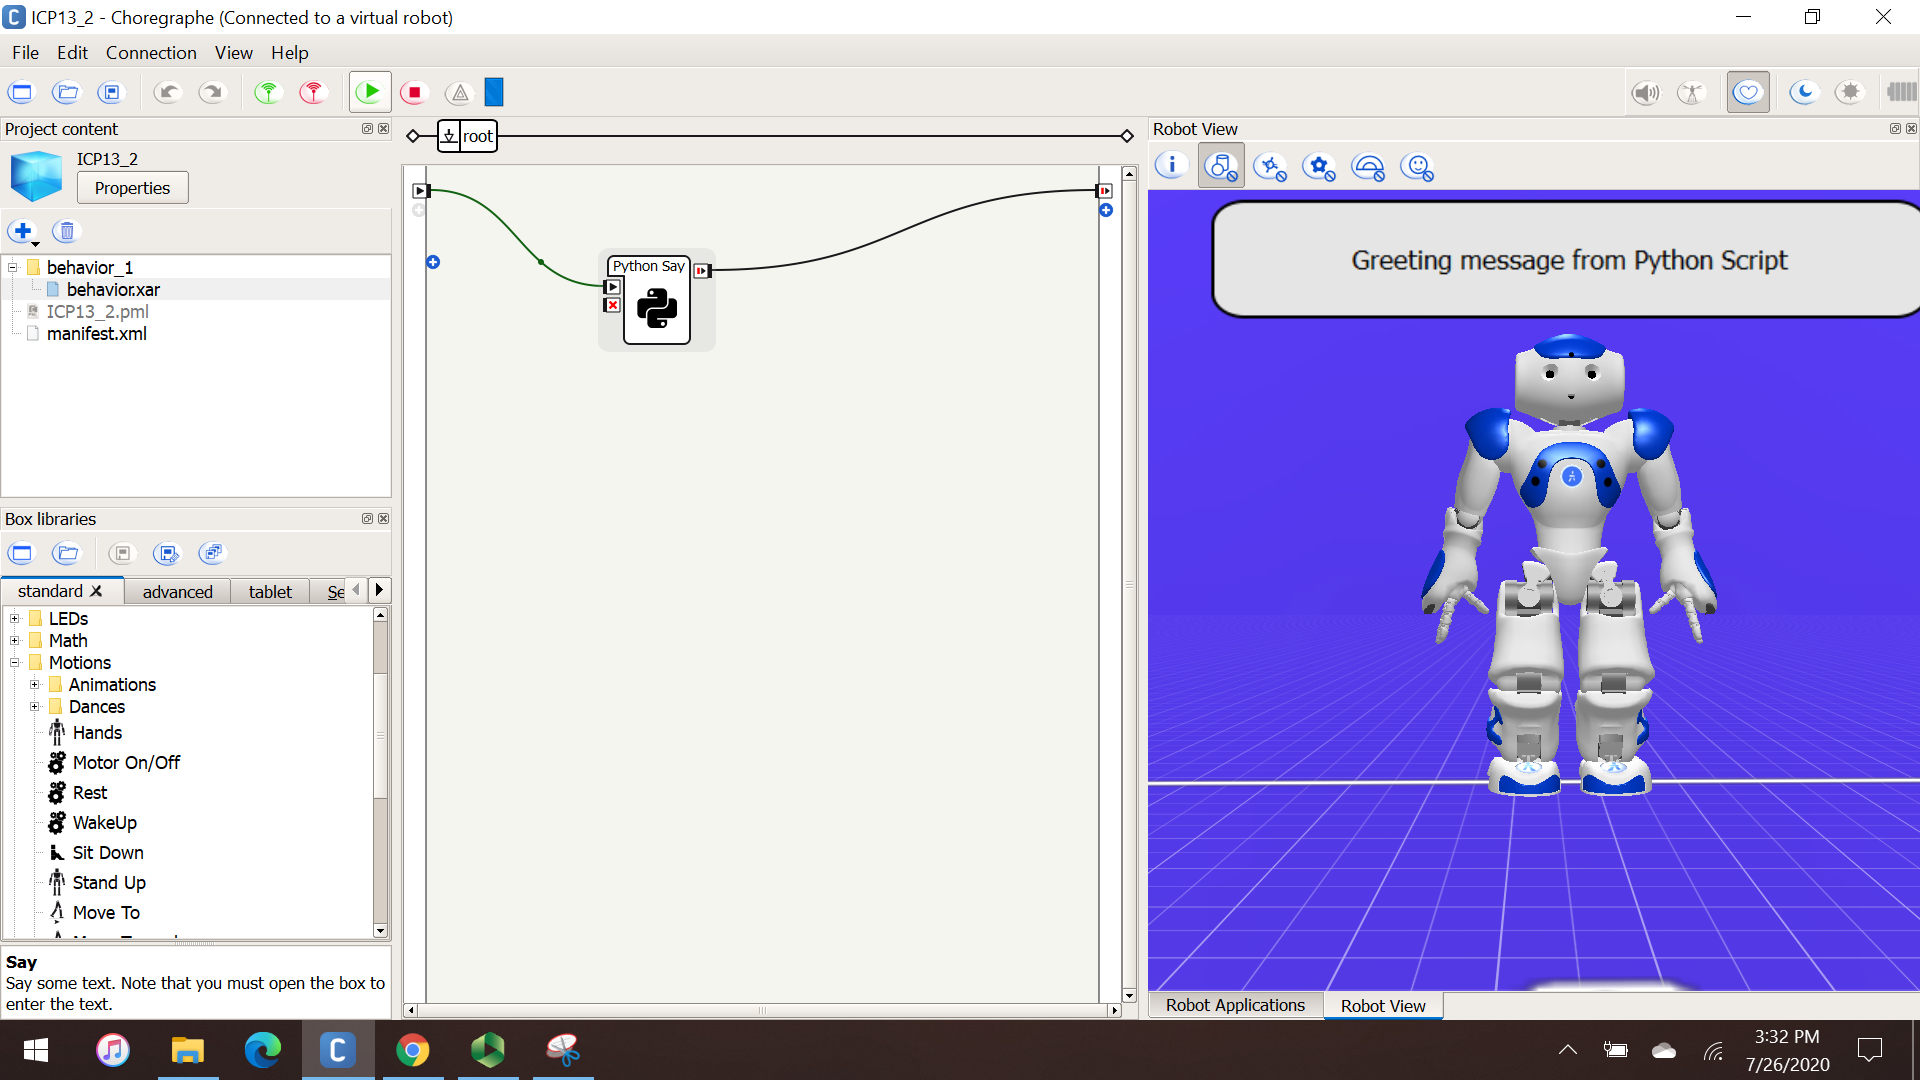 ICP13_2 - Choregraphe (Connected to a virtual robot)
File Edit Connection View Help
Project content
ICP13_2
Properties
behavior_1
behavior.xar
ICP13_2.pml
manifest.xml
Box libraries
standard advanced tablet Se
LEDs
Math
Motions
Animations
Dances
Hands
Motor On/Off
Rest
WakeUp
Sit Down
Stand Up
Move To
Say
Say some text. Note that you must open the box to
enter the text.
root
Python Say
Robot View
Greeting message from Python Script
Robot Applications Robot View
3:32 PM
7/26/2020